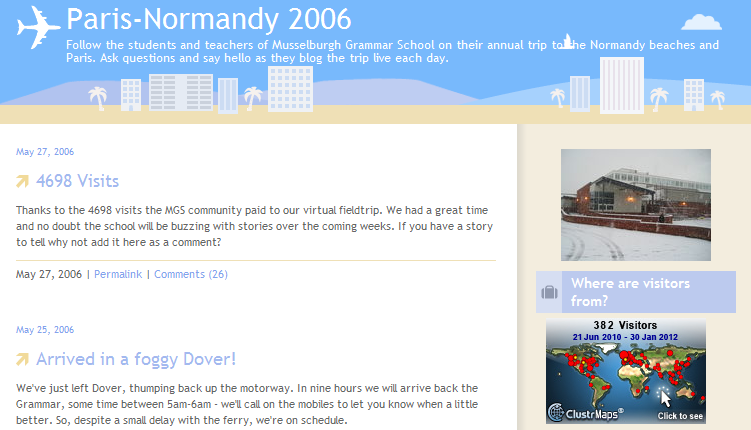 Paris-Normandy 2006
Follow the students and teachers of Musselburgh Grammar School on their annual trip to the Normandy beaches and
Paris. Ask questions and say hello as they blog the trip live each day.
May 27, 2006
4698 Visits
Thanks to the 4698 visits the MGS community paid to our virtual fieldtrip. We had a great time
and no doubt the school will be buzzing with stories over the coming weeks. If you have a story
to tell why not add it here as a comment?
May 27, 2006 | Permalink | Comments (26)
May 25, 2006
Arrived in a foggy Dover!
We've just left Dover, thumping back up the motorway. In nine hours we will arrive back the
Grammar, some time between 5am-6am - we'll call on the mobiles to let you know when a little
better. So, despite a small delay with the ferry, we're on schedule.
Where are visitors
from?
382 Visitors
21 Jun 2010 - 30 Jan 2012
ClustrMaps®
Click to see